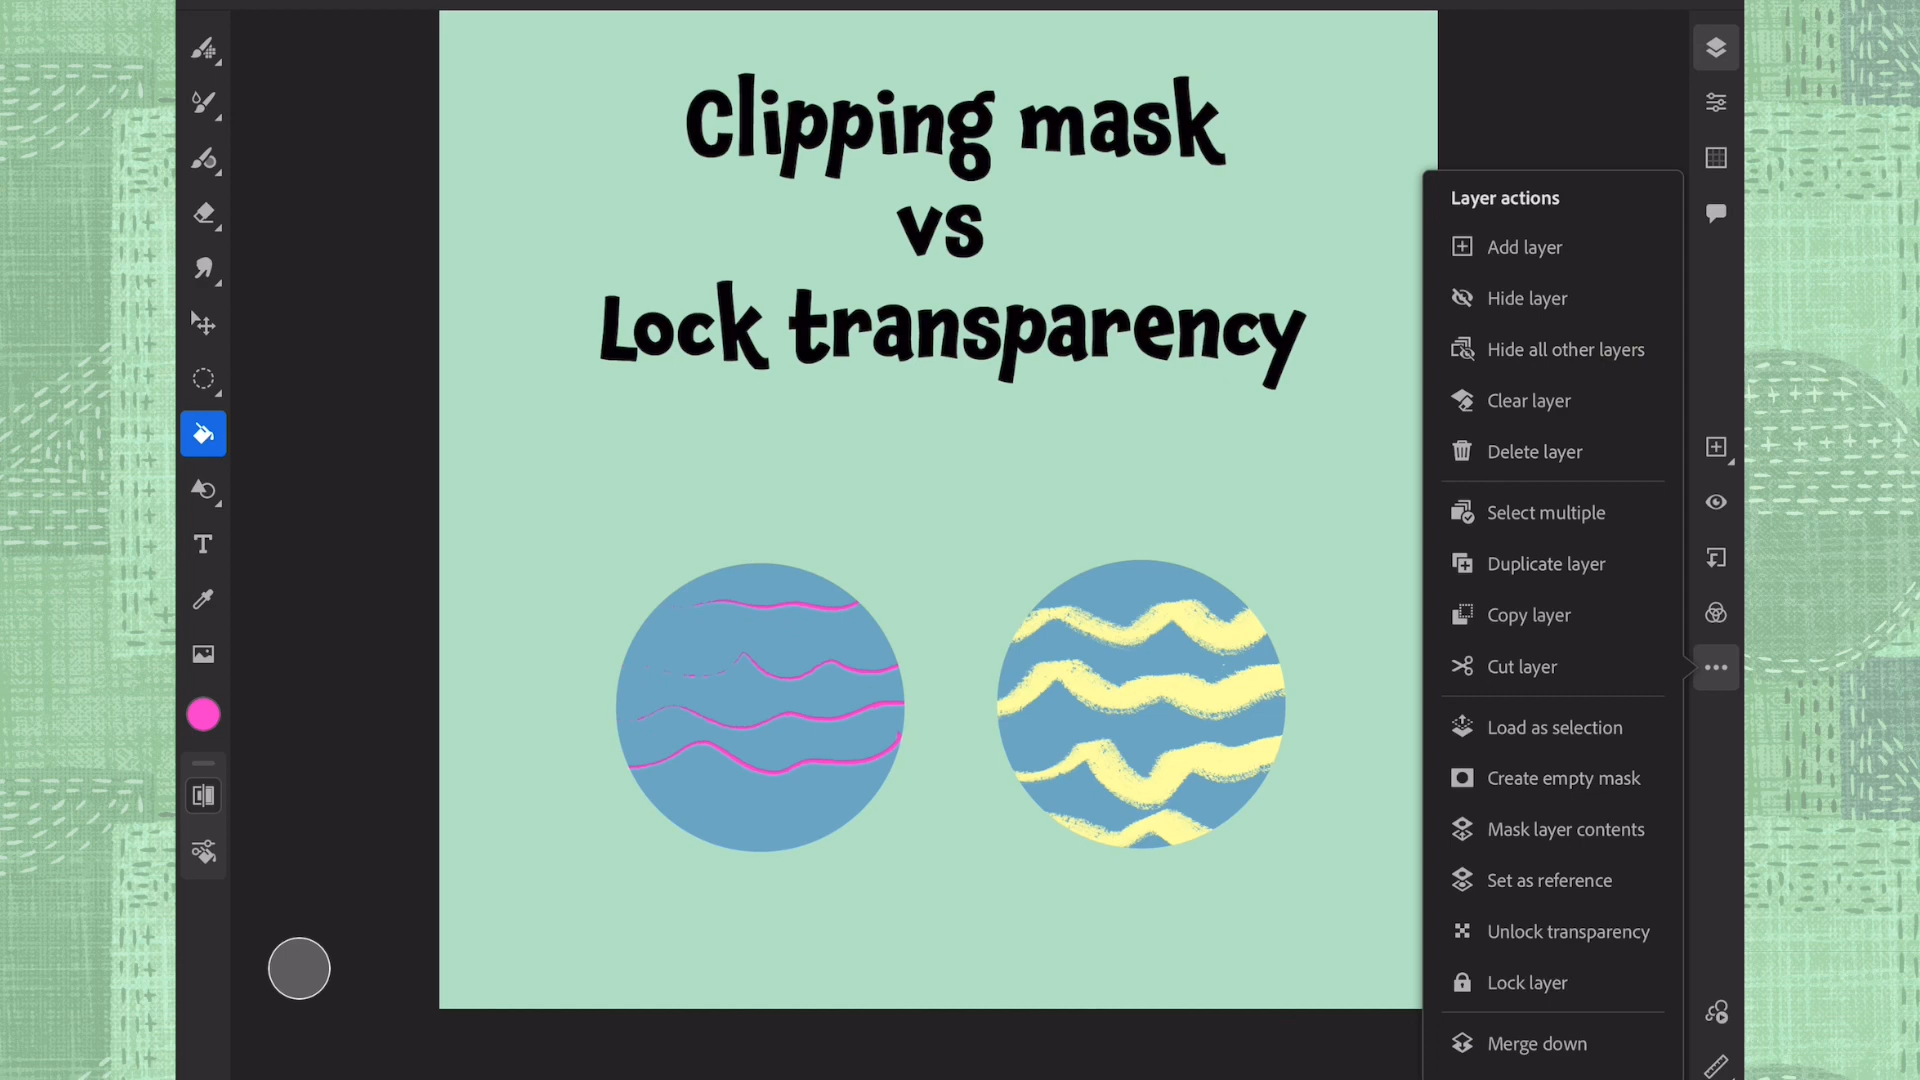 Clipping mask
vs
Lock transparency
Layer actions
Add layer
Hide layer
Hide all other layers
Clear layer
Delete layer
Select multiple
Duplicate layer
Copy layer
Cut layer
Load as selection
Create empty mask
Mask layer contents
Set as reference
Unlock transparency
Lock layer
Merge down